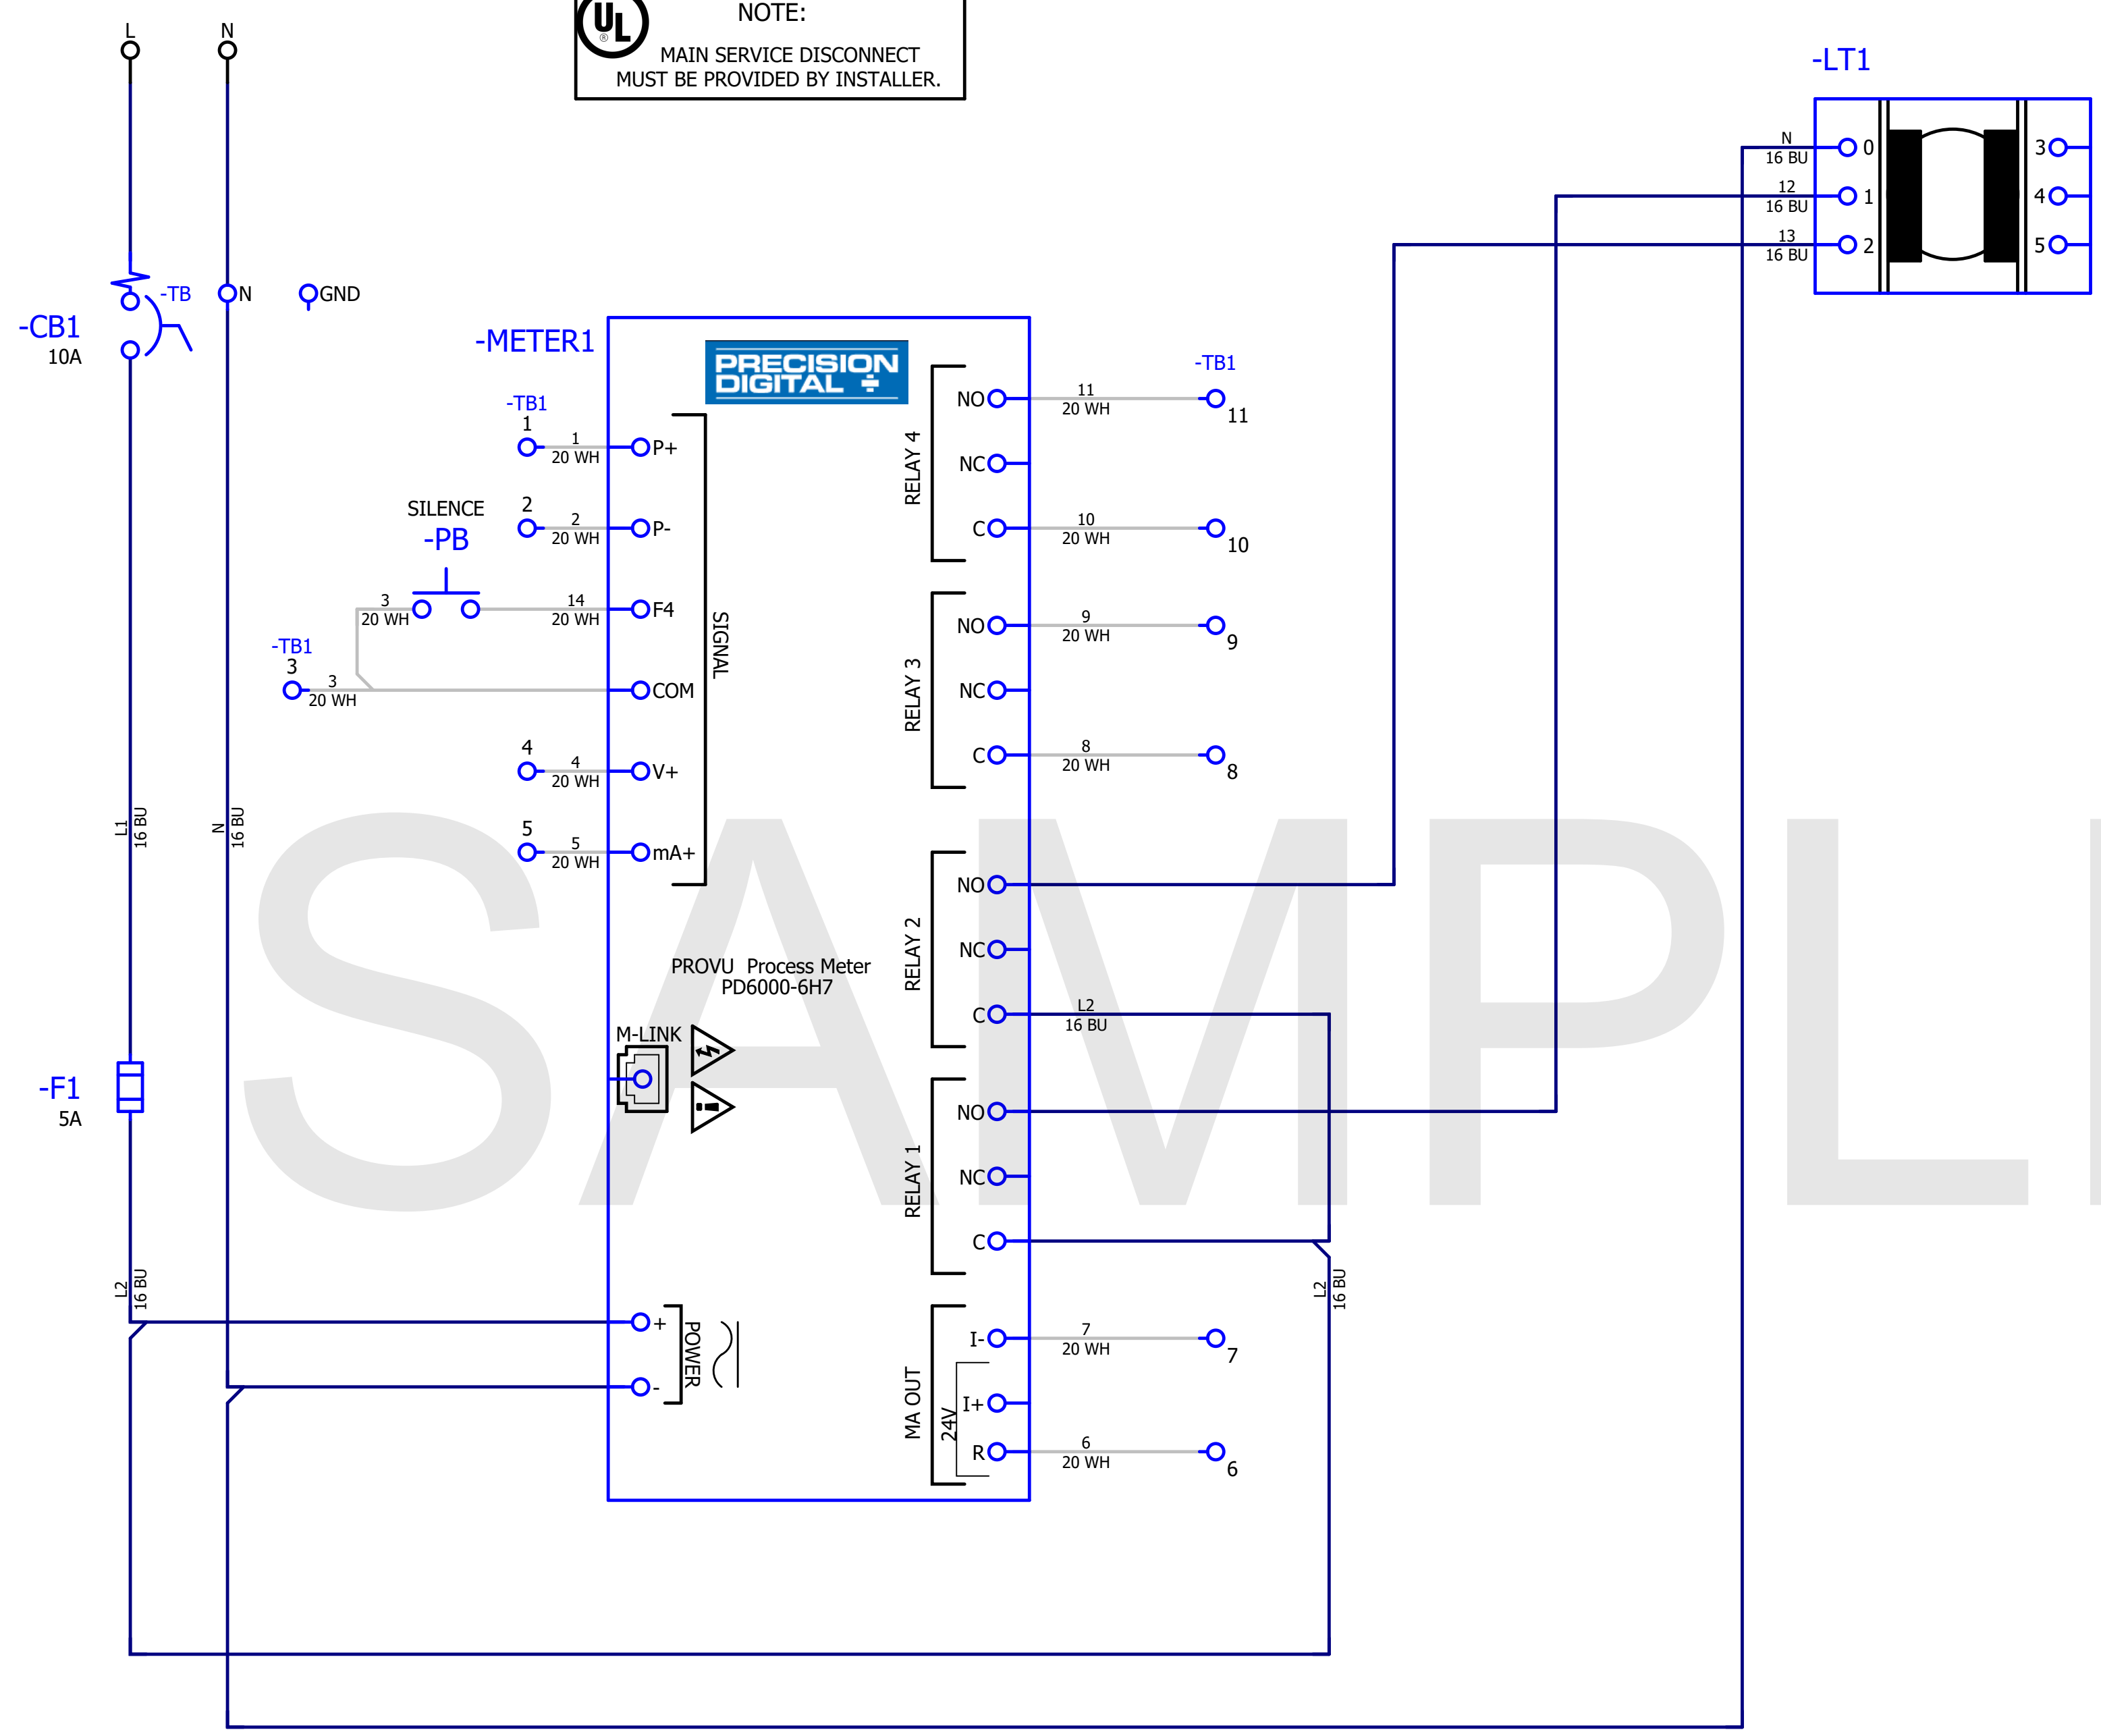 L
N
UL
®
NOTE:
MAIN SERVICE DISCONNECT
MUST BE PROVIDED BY INSTALLER.
-LT1
N
16 BU
0
3
12
16 BU
1
4
13
16 BU
2
5
-TB
N
GND
-CB1
10A
-METER1
PRECISION
DIGITAL
-TB1
1
1
20 WH
P+
SILENCE
-PB
2
2
20 WH
P-
3
20 WH
14
20 WH
F4
-TB1
3
3
20 WH
COM
4
4
20 WH
V+
5
5
20 WH
mA+
SIGNAL
-TB1
RELAY 4
NO
11
20 WH
11
NC
C
10
20 WH
10
RELAY 3
NO
9
20 WH
9
NC
C
8
20 WH
8
RELAY 2
NO
NC
C
L2
16 BU
RELAY 1
NO
NC
C
L2
16 BU
L1
16 BU
N
16 BU
PROVU Process Meter
PD6000-6H7
M-LINK
-F1
5A
L2
16 BU
+
-
POWER
MA OUT
24V
I-
7
20 WH
7
I+
R
6
20 WH
6
SAMPL